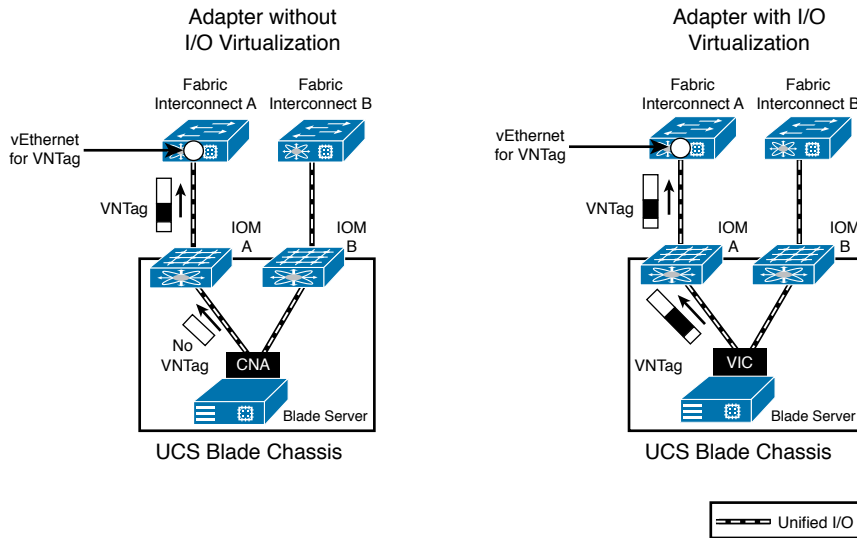 Adapter without
I/O Virtualization
Fabric
Interconnect A
Fabric
Interconnect B
vEthernet
for VNTag
VNTag
IOM
A
IOM
B
No
VNTag
CNA
Blade Server
UCS Blade Chassis
Adapter with I/O
Virtualization
Fabric
Interconnect A
Fabric
Interconnect B
vEthernet
for VNTag
VNTag
IOM
A
IOM
B
VNTag
VIC
Blade Server
UCS Blade Chassis
Unified I/O